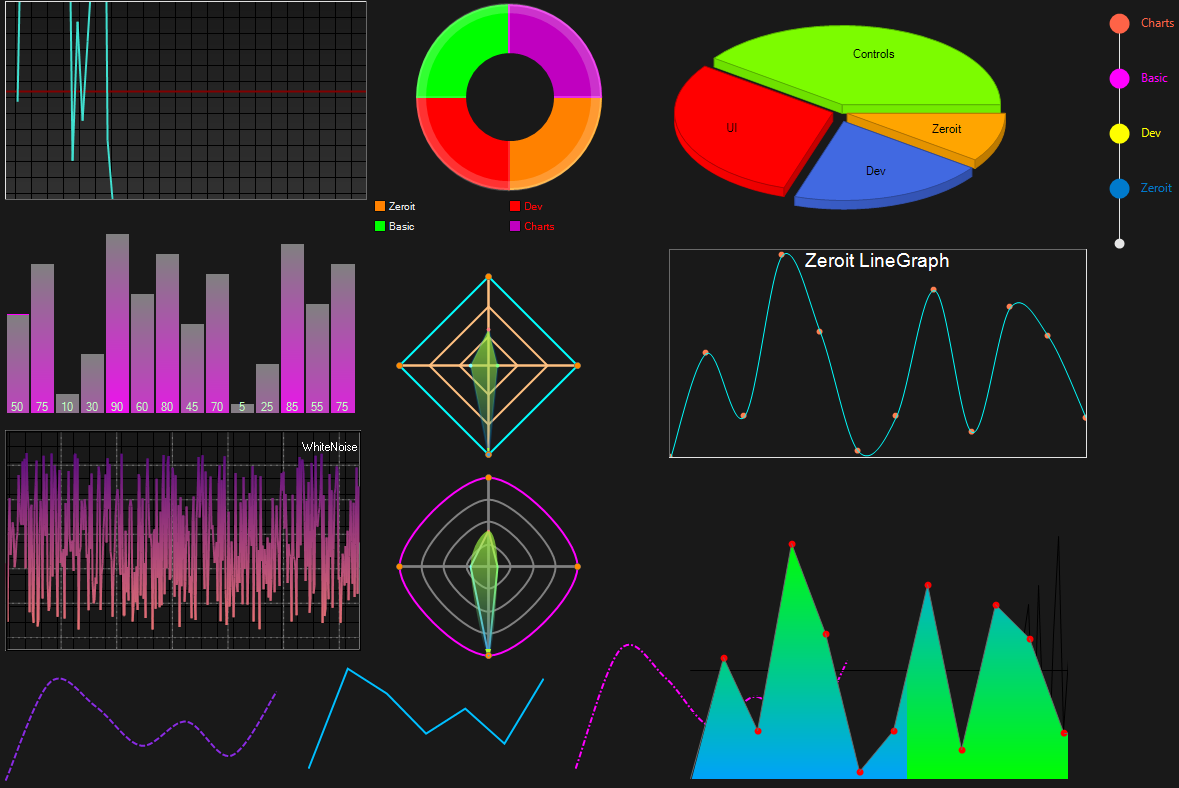 Controls
UI
Zeroit
Dev
Charts
Basic
Dev
Zeroit
Zeroit Dev
Basic Charts
Zeroit LineGraph
50 75 10 30 90 60 80 45 70 5 25 85 55 75
WhiteNoise